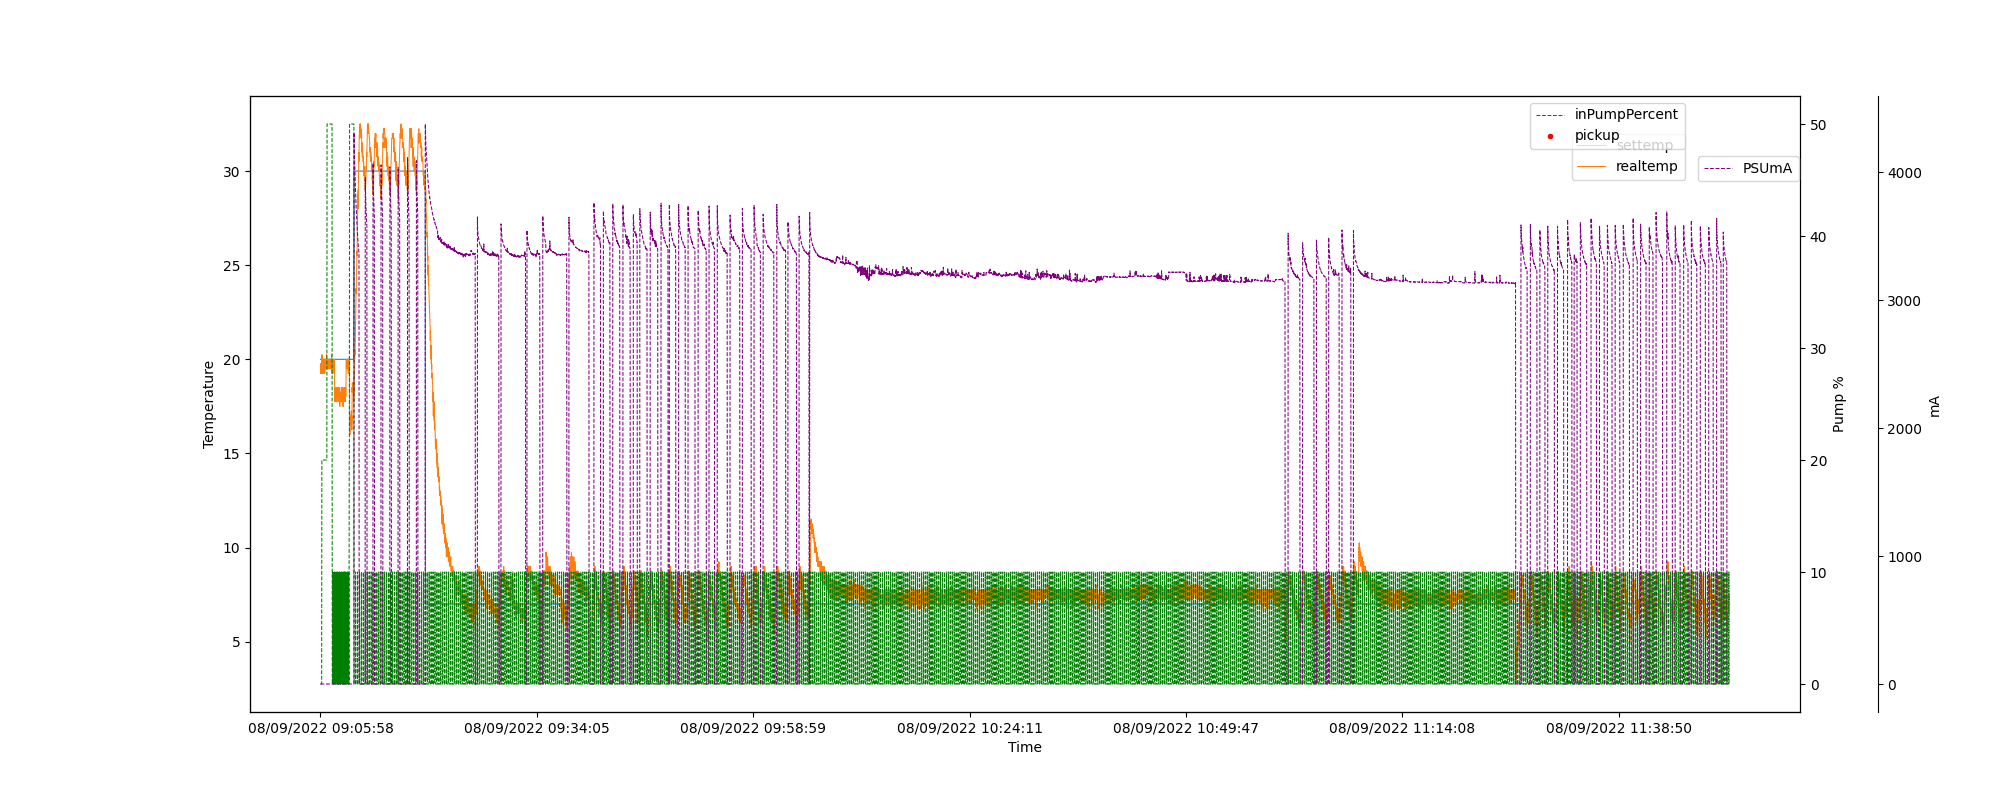 inPumpPercent
pickup
settemp
realtemp
PSUmA
30
25
20
15
10
5
Temperature
50
40
30
20
10
0
Pump %
4000
3000
2000
1000
0
mA
08/09/2022 09:05:58
08/09/2022 09:34:05
08/09/2022 09:58:59
08/09/2022 10:24:11
08/09/2022 10:49:47
08/09/2022 11:14:08
08/09/2022 11:38:50
Time